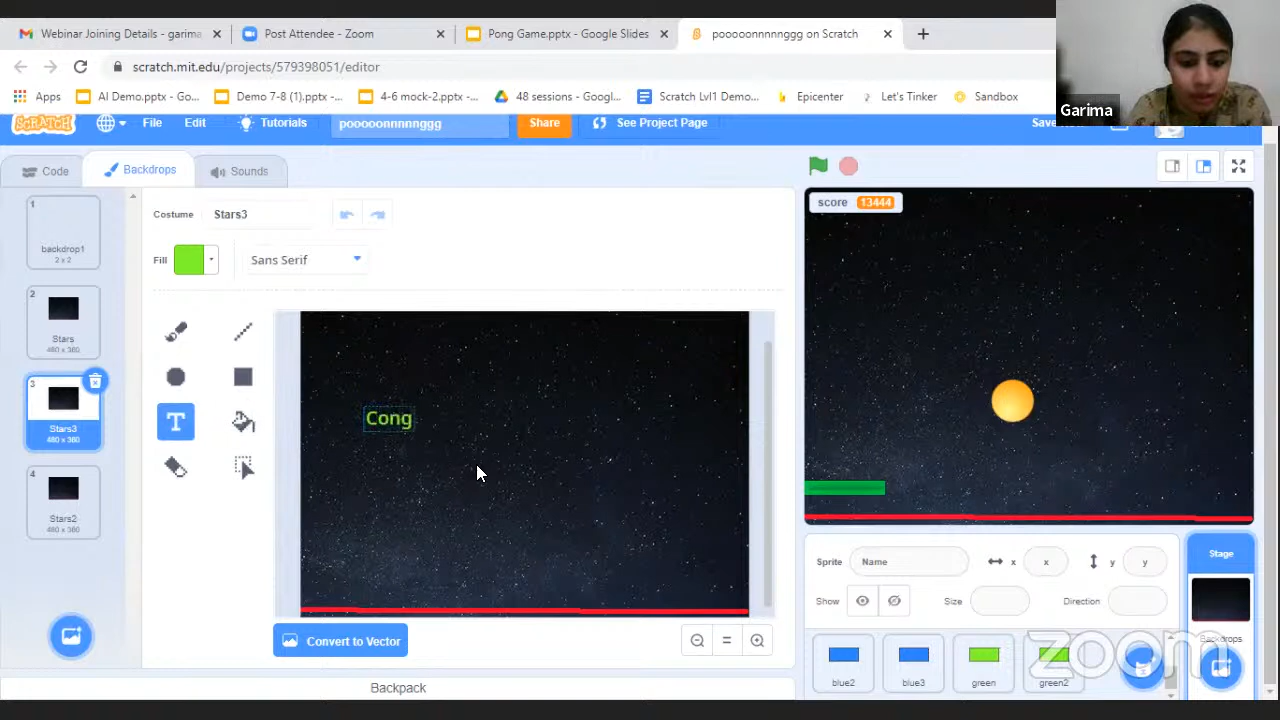 Webinar Joining Details - garima
Post Attendee - Zoom
Pong Game.pptx - Google Slides
pooooonnnnnggg on Scratch
scratch.mit.edu/projects/579398051/editor
Apps
AI Demo.pptx - Go...
Demo 7-8 (1).pptx -...
4-6 mock-2.pptx -...
48 sessions - Googl...
Scratch Lvl1 Demo...
Epicenter
Let's Tinker
Sandbox
Garima
SCRATCH
File
Edit
Tutorials
pooooonnnnnggg
Share
See Project Page
Save
Code
Backdrops
Sounds
1
backdrop1
2 x 2
2
Stars
480 x 360
3
Stars3
480 x 360
4
Stars2
480 x 360
Costume
Stars3
Fill
Sans Serif
T
Cong
Convert to Vector
Backpack
score 13444
Sprite
Name
x
x
y
y
Show
Size
Direction
Stage
Backdrops
blue2
blue3
green
green2
zoom